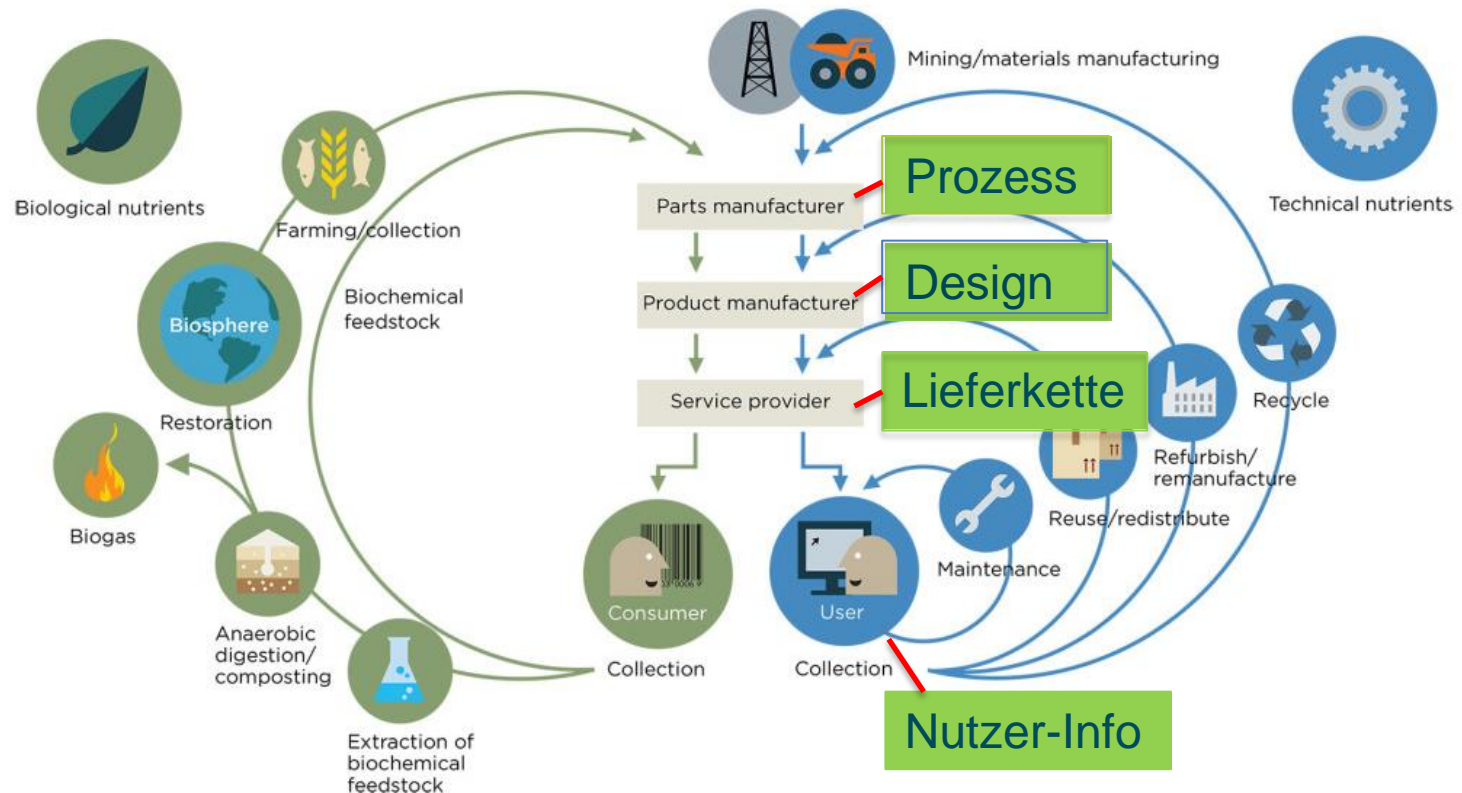 Mining/materials manufacturing
Biological nutrients
Technical nutrients
Farming/collection
Biochemical
feedstock
Biosphere
Restoration
Biogas
Anaerobic
digestion/
composting
Extraction of
biochemical
feedstock
Parts manufacturer
Prozess
Product manufacturer
Design
Service provider
Lieferkette
Consumer
Collection
User
Collection
Nutzer-Info
Maintenance
Reuse/redistribute
Refurbish/
remanufacture
Recycle